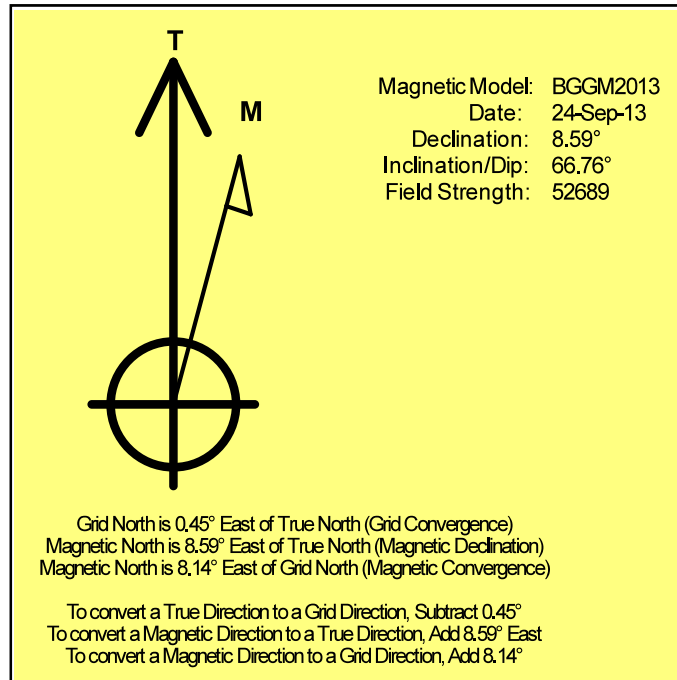 T
M
Magnetic Model: BGGM2013
Date: 24-Sep-13
Declination: 8.59°
Inclination/Dip: 66.76°
Field Strength: 52689
Grid North is 0.45° East of True North (Grid Convergence)
Magnetic North is 8.59° East of True North (Magnetic Declination)
Magnetic North is 8.14° East of Grid North (Magnetic Convergence)
To convert a True Direction to a Grid Direction, Subtract 0.45°
To convert a Magnetic Direction to a True Direction, Add 8.59° East
To convert a Magnetic Direction to a Grid Direction, Add 8.14°